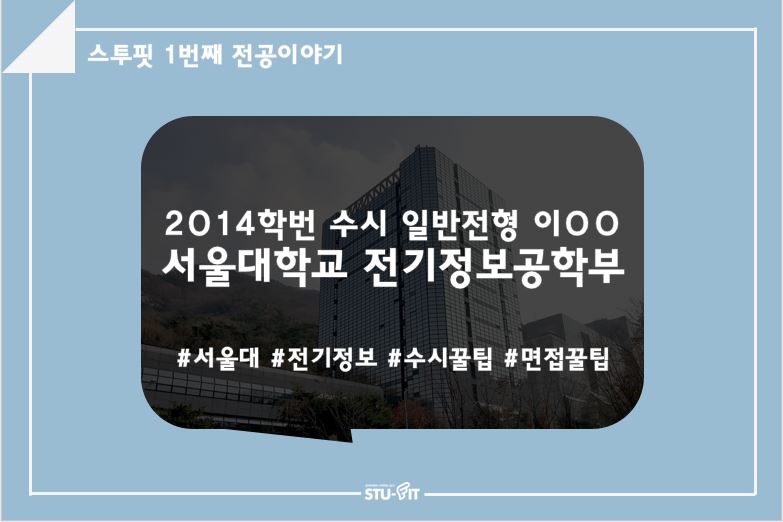 스투핏 1번째 전공이야기
2014학번 수시 일반전형 이OO
서울대학교 전기정보공학부
#서울대 #전기정보 #수시꿀팁 #면접꿀팁
STU-FIT